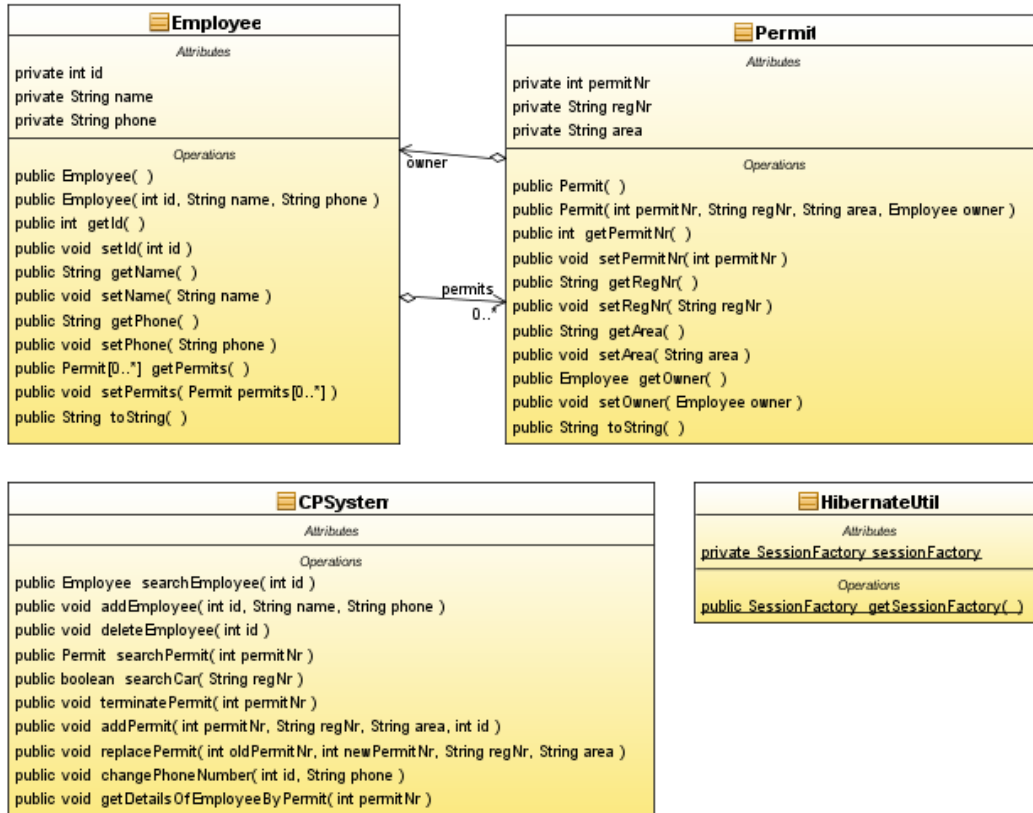 Employee
Attributes
private int id
private String name
private String phone
Operations
public Employee( )
public Employee( int id, String name, String phone )
public int getId( )
public void setId( int id )
public String getName( )
public void setName( String name )
public String getPhone( )
public void setPhone( String phone )
public Permit[0..*] getPermits( )
public void setPermits( Permit permits[0..*] )
public String toString( )
owner
permits
0..*
Permit
Attributes
private int permitNr
private String regNr
private String area
Operations
public Permit( )
public Permit( int permitNr, String regNr, String area, Employee owner )
public int getPermitNr( )
public void setPermitNr( int permitNr )
public String getRegNr( )
public void setRegNr( String regNr )
public String getArea( )
public void setArea( String area )
public Employee getOwner( )
public void setOwner( Employee owner )
public String toString( )
CPSystem
Attributes
Operations
public Employee searchEmployee( int id )
public void addEmployee( int id, String name, String phone )
public void deleteEmployee( int id )
public Permit searchPermit( int permitNr )
public boolean searchCar( String regNr )
public void terminatePermit( int permitNr )
public void addPermit( int permitNr, String regNr, String area, int id )
public void replacePermit( int oldPermitNr, int newPermitNr, String regNr, String area )
public void changePhoneNumber( int id, String phone )
public void getDetailsOfEmployeeByPermit( int permitNr )
HibernateUtil
Attributes
private SessionFactory sessionFactory
Operations
public SessionFactory getSessionFactory( )